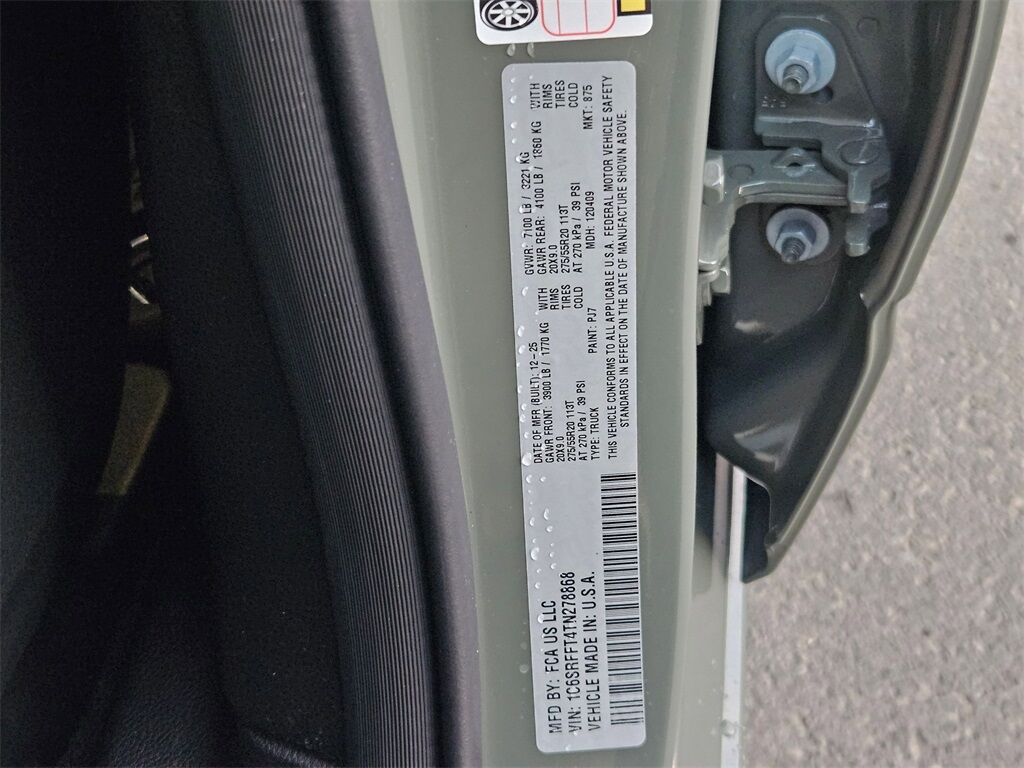 MFD BY: FCA US LLC
VIN: 1C6SRFFT4TN278868
VEHICLE MADE IN: U.S.A.
DATE OF MFR (BUILT): 12-25 GVWR: 7100 LB / 3221 KG
GAWR FRONT: 3900 LB / 1770 KG WITH GAWR REAR: 4100 LB / 1860 KG WITH
20X9.0 RIMS 20X9.0 RIMS
275/55R20 113T TIRES 275/55R20 113T TIRES
AT 270 kPa / 39 PSI COLD AT 270 kPa / 39 PSI COLD
TYPE: TRUCK PAINT: PJ7 MDH: 120409 MKT: 875
THIS VEHICLE CONFORMS TO ALL APPLICABLE U.S.A. FEDERAL MOTOR VEHICLE SAFETY
STANDARDS IN EFFECT ON THE DATE OF MANUFACTURE SHOWN ABOVE.